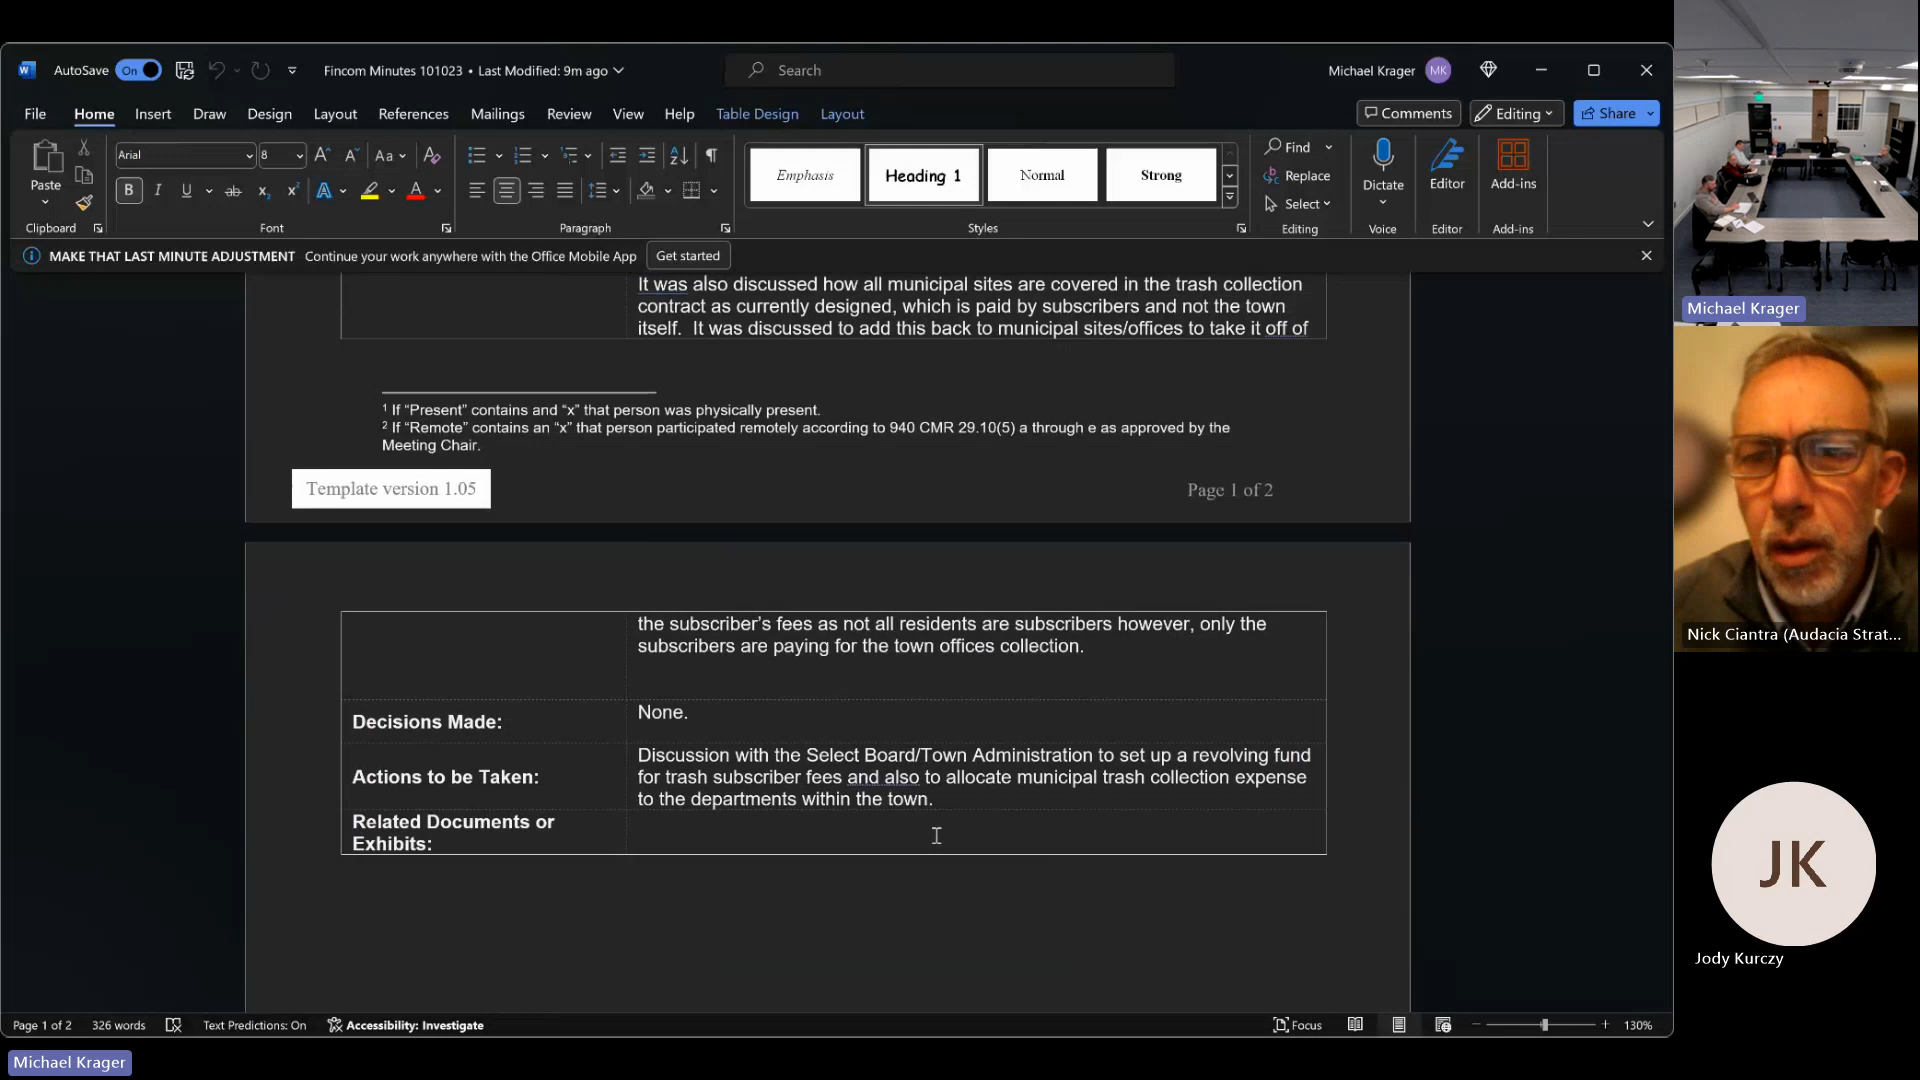 AutoSave On Fincom Minutes 101023 • Last Modified: 9m ago Search Michael Krager MK
File Home Insert Draw Design Layout References Mailings Review View Help Table Design Layout Comments Editing Share
Paste Arial 8 Aa Emphasis Heading 1 Normal Strong Find Replace Select Dictate Editor Add-ins
Clipboard Font Paragraph Styles Editing Voice Editor Add-ins
MAKE THAT LAST MINUTE ADJUSTMENT Continue your work anywhere with the Office Mobile App Get started
It was also discussed how all municipal sites are covered in the trash collection
contract as currently designed, which is paid by subscribers and not the town
itself. It was discussed to add this back to municipal sites/offices to take it off of
1 If “Present” contains and “x” that person was physically present.
2 If “Remote” contains an “x” that person participated remotely according to 940 CMR 29.10(5) a through e as approved by the
Meeting Chair.
Template version 1.05 Page 1 of 2
the subscriber’s fees as not all residents are subscribers however, only the
subscribers are paying for the town offices collection.
Decisions Made: None.
Actions to be Taken: Discussion with the Select Board/Town Administration to set up a revolving fund
for trash subscriber fees and also to allocate municipal trash collection expense
to the departments within the town.
Related Documents or
Exhibits:
Page 1 of 2 326 words Text Predictions: On Accessibility: Investigate Focus 130%
Michael Krager
Michael Krager
Nick Ciantra (Audacia Strat...
JK
Jody Kurczy